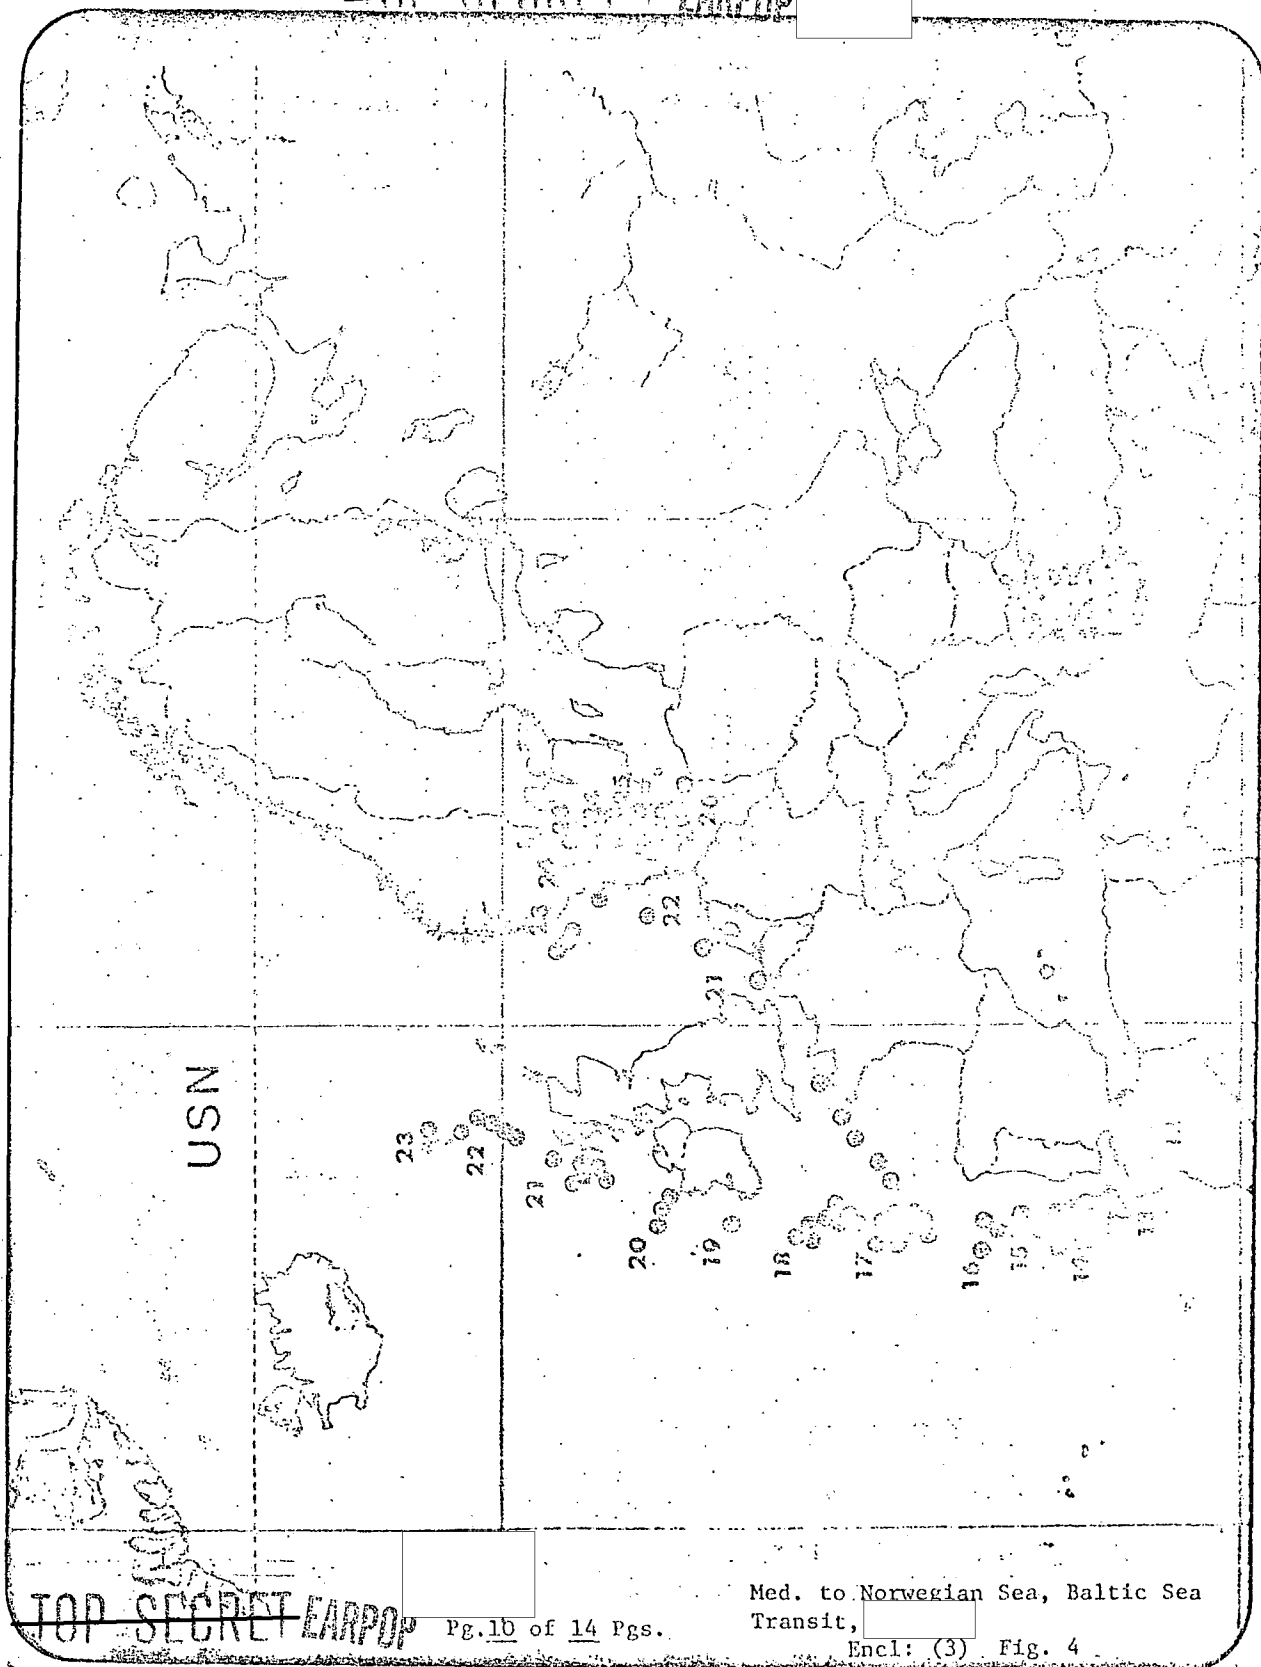 EARPOP
USN
23
22
21
20
19
18
17
16
15
22
21
20
TOP SECRET EARPOP
Pg.10 of 14 Pgs.
Med. to Norwegian Sea, Baltic Sea
Transit,
Encl: (3) Fig. 4